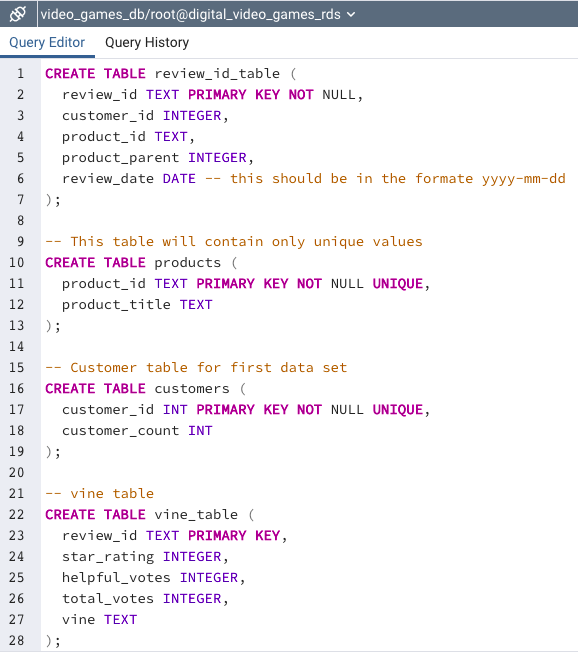 video_games_db/root@digital_video_games_rds
Query Editor Query History
1 CREATE TABLE review_id_table (
2 review_id TEXT PRIMARY KEY NOT NULL,
3 customer_id INTEGER,
4 product_id TEXT,
5 product_parent INTEGER,
6 review_date DATE -- this should be in the formate yyyy-mm-dd
7 );
8
9 -- This table will contain only unique values
10 CREATE TABLE products (
11 product_id TEXT PRIMARY KEY NOT NULL UNIQUE,
12 product_title TEXT
13 );
14
15 -- Customer table for first data set
16 CREATE TABLE customers (
17 customer_id INT PRIMARY KEY NOT NULL UNIQUE,
18 customer_count INT
19 );
20
21 -- vine table
22 CREATE TABLE vine_table (
23 review_id TEXT PRIMARY KEY,
24 star_rating INTEGER,
25 helpful_votes INTEGER,
26 total_votes INTEGER,
27 vine TEXT
28 );